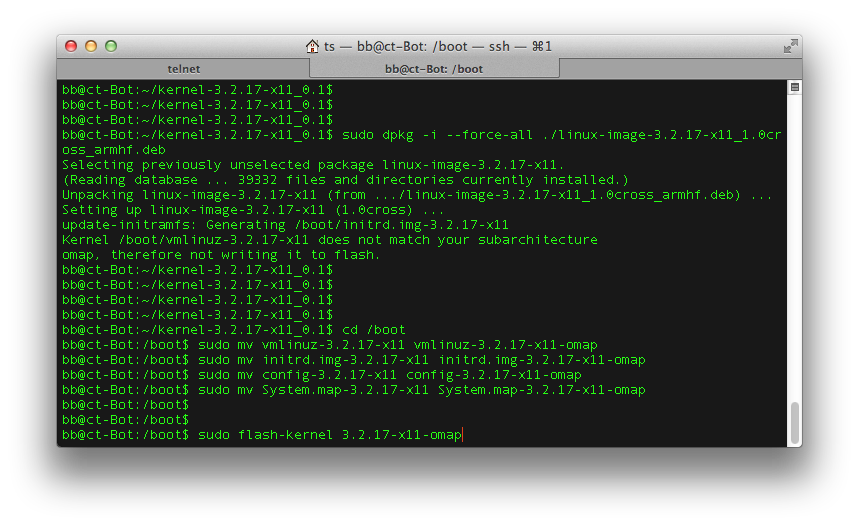 ts — bb@ct-Bot: /boot — ssh — ⌘1
telnet
bb@ct-Bot: /boot
bb@ct-Bot:~/kernel-3.2.17-x11_0.1$
bb@ct-Bot:~/kernel-3.2.17-x11_0.1$
bb@ct-Bot:~/kernel-3.2.17-x11_0.1$
bb@ct-Bot:~/kernel-3.2.17-x11_0.1$ sudo dpkg -i --force-all ./linux-image-3.2.17-x11_1.0cr
oss_armhf.deb
Selecting previously unselected package linux-image-3.2.17-x11.
(Reading database ... 39332 files and directories currently installed.)
Unpacking linux-image-3.2.17-x11 (from .../linux-image-3.2.17-x11_1.0cross_armhf.deb) ...
Setting up linux-image-3.2.17-x11 (1.0cross) ...
update-initramfs: Generating /boot/initrd.img-3.2.17-x11
Kernel /boot/vmlinuz-3.2.17-x11 does not match your subarchitecture
omap, therefore not writing it to flash.
bb@ct-Bot:~/kernel-3.2.17-x11_0.1$
bb@ct-Bot:~/kernel-3.2.17-x11_0.1$
bb@ct-Bot:~/kernel-3.2.17-x11_0.1$
bb@ct-Bot:~/kernel-3.2.17-x11_0.1$
bb@ct-Bot:~/kernel-3.2.17-x11_0.1$ cd /boot
bb@ct-Bot:/boot$ sudo mv vmlinuz-3.2.17-x11 vmlinuz-3.2.17-x11-omap
bb@ct-Bot:/boot$ sudo mv initrd.img-3.2.17-x11 initrd.img-3.2.17-x11-omap
bb@ct-Bot:/boot$ sudo mv config-3.2.17-x11 config-3.2.17-x11-omap
bb@ct-Bot:/boot$ sudo mv System.map-3.2.17-x11 System.map-3.2.17-x11-omap
bb@ct-Bot:/boot$
bb@ct-Bot:/boot$
bb@ct-Bot:/boot$ sudo flash-kernel 3.2.17-x11-omap